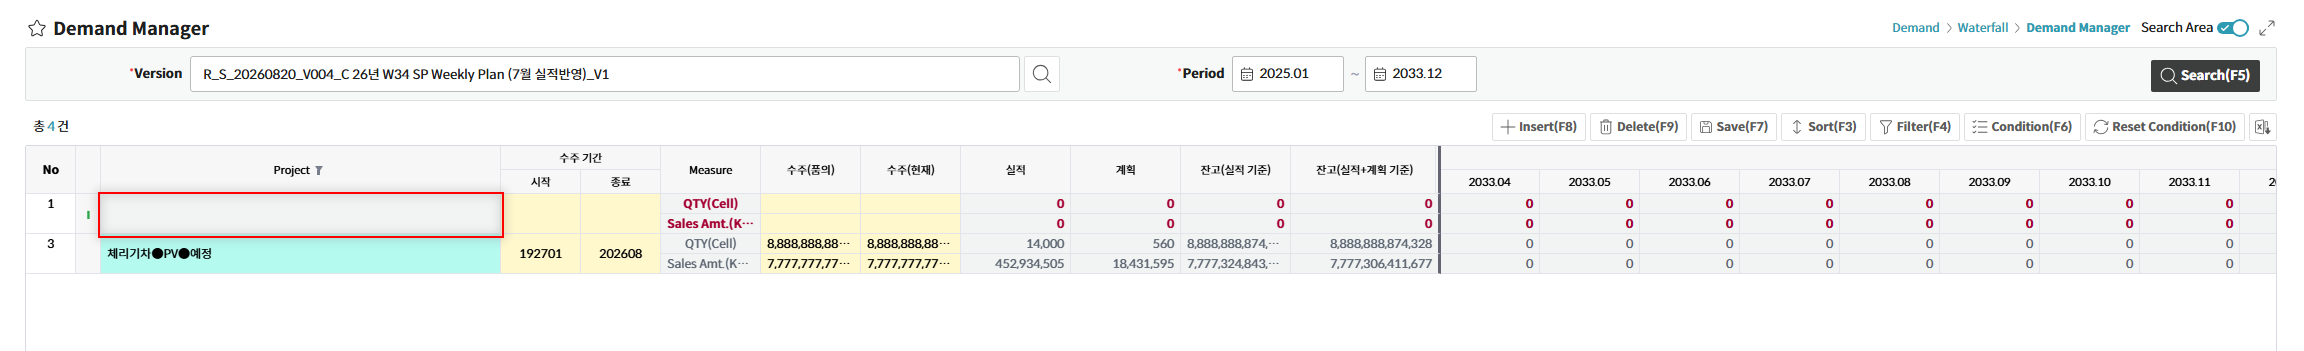 Demand Manager
Demand > Waterfall > Demand Manager Search Area
*Version R_S_20260820_V004_C 26년 W34 SP Weekly Plan (7월 실적반영)_V1 *Period 2025.01 ~ 2033.12 Search(F5)
총 4 건
Insert(F8) Delete(F9) Save(F7) Sort(F3) Filter(F4) Condition(F6) Reset Condition(F10)
No Project 수주 기간 Measure 수주(품의) 수주(현재) 실적 계획 잔고(실적 기준) 잔고(실적+계획 기준)
시작 종료 2033.04 2033.05 2033.06 2033.07 2033.08 2033.09 2033.10 2033.11 20
1 QTY(Cell) 0 0 0 0 0 0 0 0 0 0 0 0
Sales Amt.(K··· 0 0 0 0 0 0 0 0 0 0 0 0
3 체리기차●PV●예정 192701 202608 QTY(Cell) 8,888,888,88··· 8,888,888,88··· 14,000 560 8,888,888,874,··· 8,888,888,874,328 0 0 0 0 0 0 0 0
Sales Amt.(K··· 7,777,777,77··· 7,777,777,77··· 452,934,505 18,431,595 7,777,324,843,··· 7,777,306,411,677 0 0 0 0 0 0 0 0